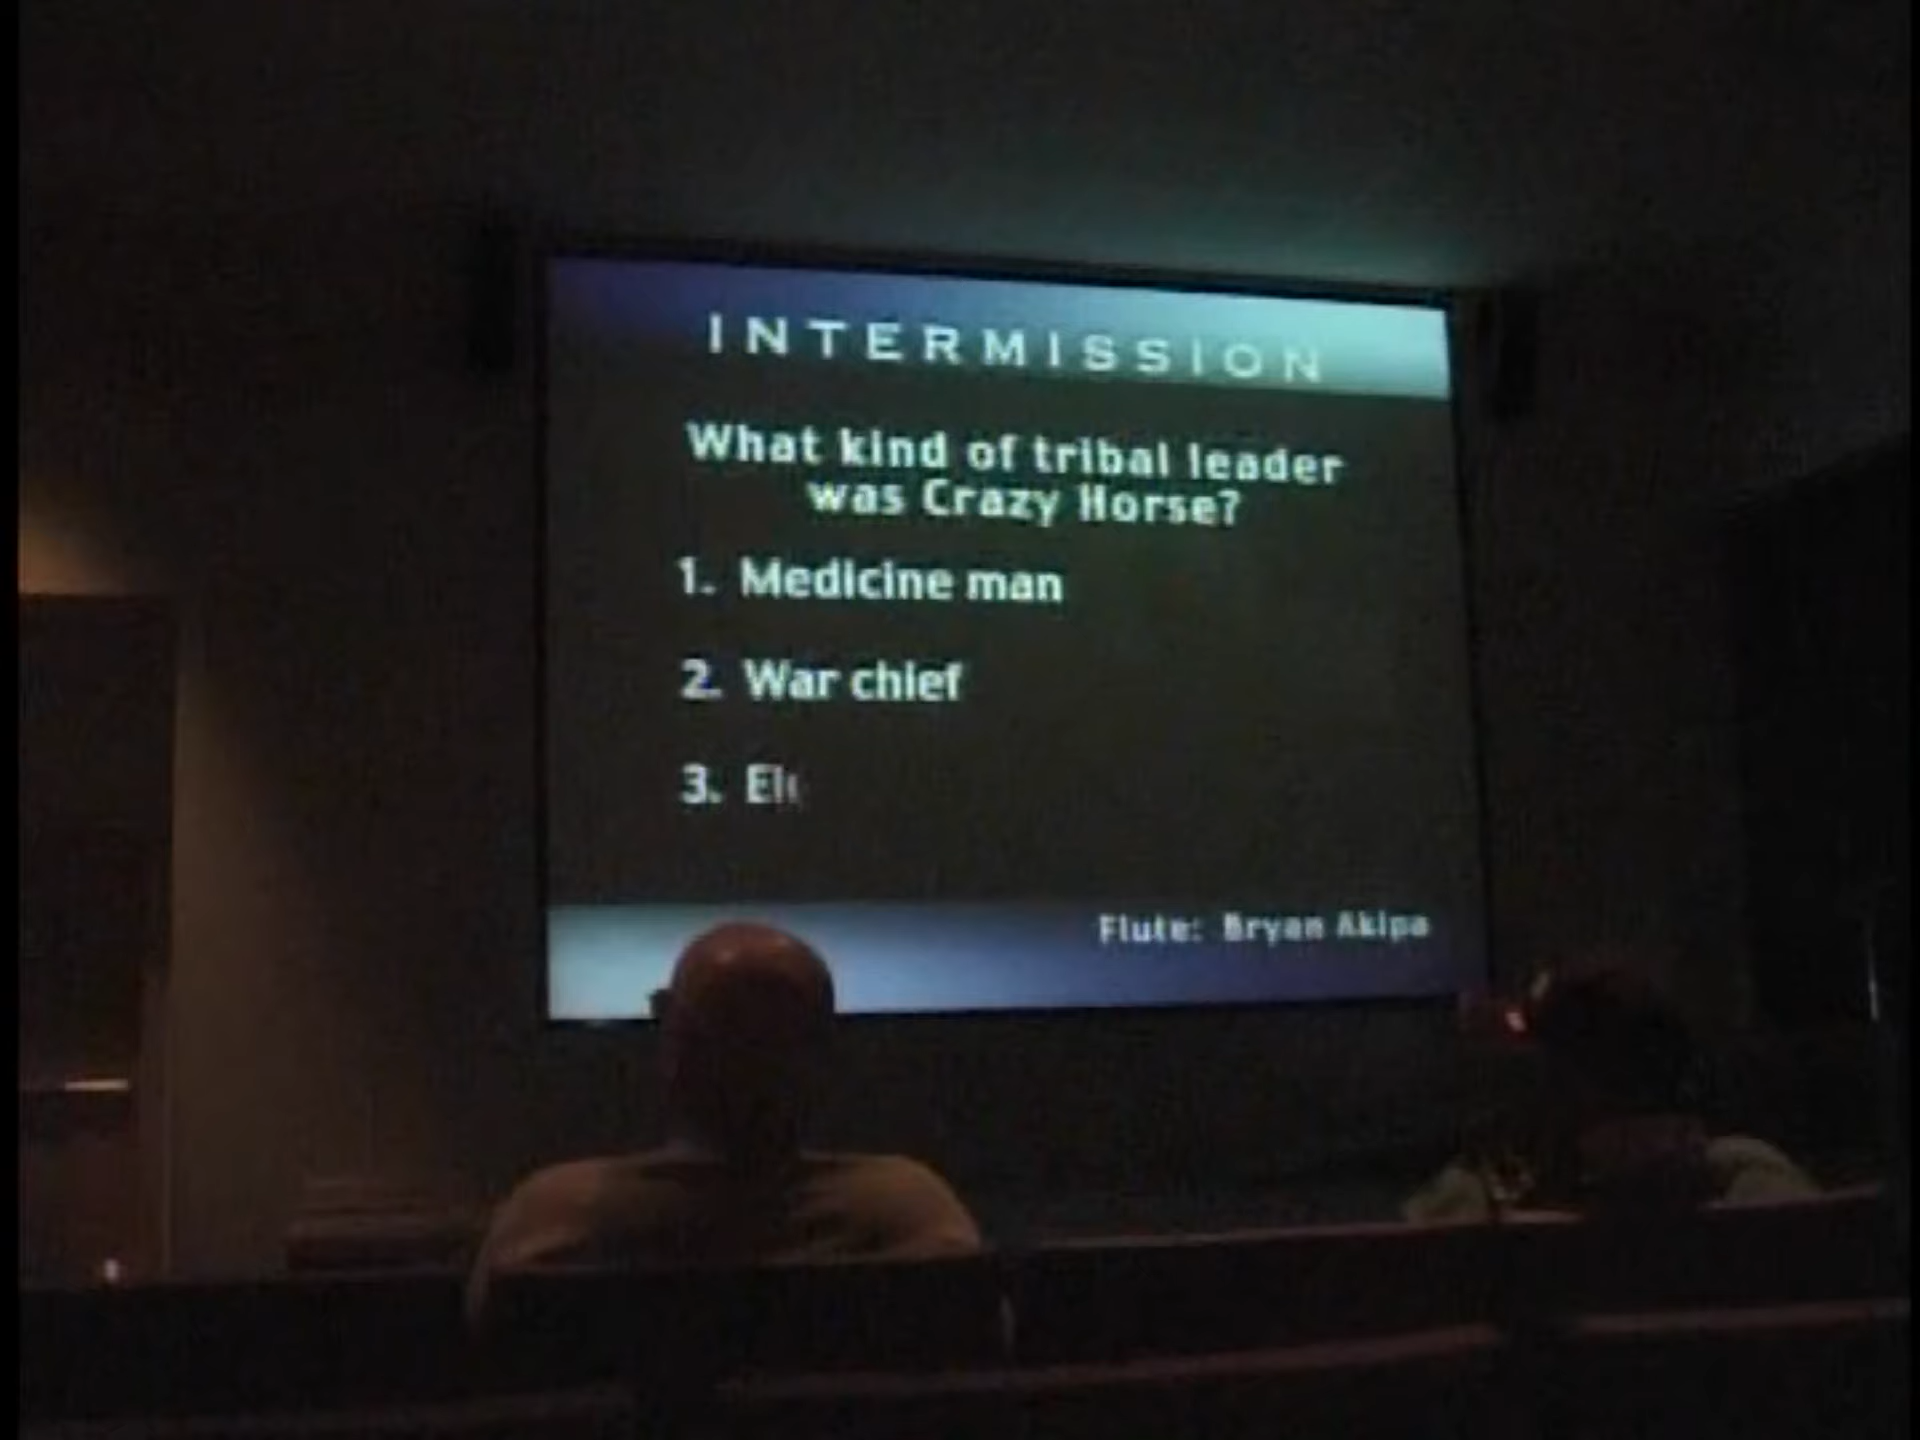 INTERMISSION
What kind of tribal leader
was Crazy Horse?
1. Medicine man
2. War chief
3. El
Flute: Bryan Akipa